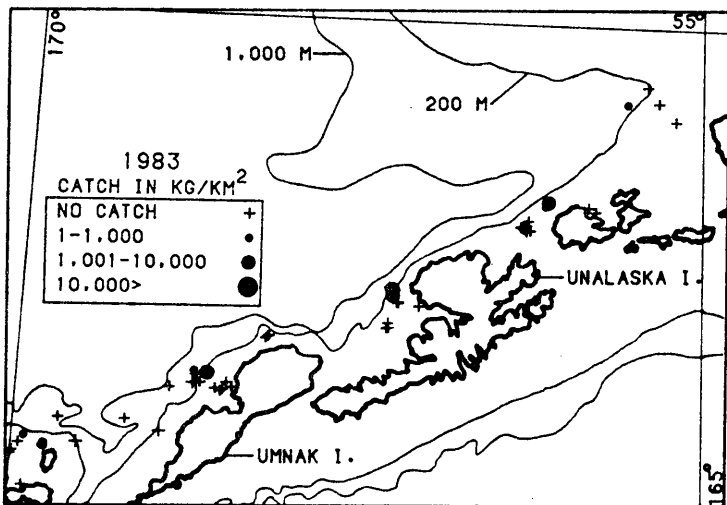 170°
55°
1,000 M
200 M
1983
CATCH IN KG/KM²
NO CATCH +
1-1,000
1,001-10,000
10,000>
UNALASKA I.
UMNAK I.
165°